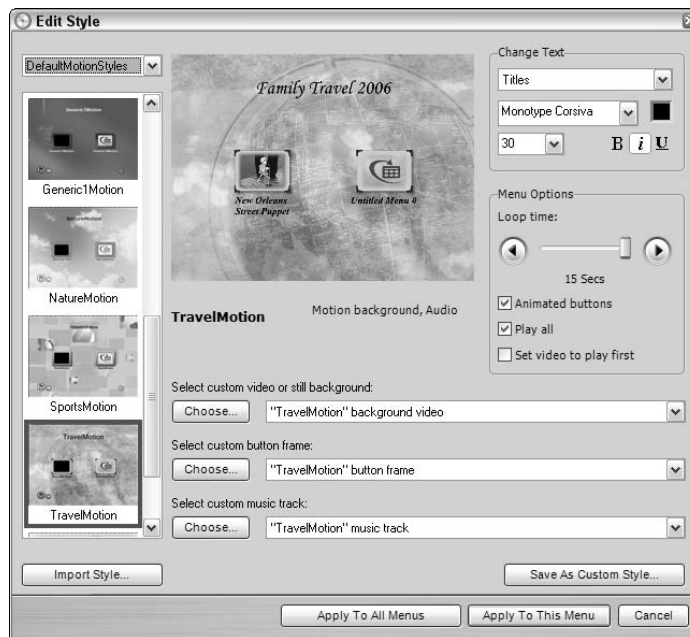 Edit Style
DefaultMotionStyles
Generic1Motion
NatureMotion
NatureMotion
SportsMotion
TravelMotion
TravelMotion
Import Style...
Family Travel 2006
New Orleans
Street Puppet
Untitled Menu 0
TravelMotion
Motion background, Audio
Change Text
Titles
Monotype Corsiva
30
B i U
Menu Options
Loop time:
15 Secs
Animated buttons
Play all
Set video to play first
Select custom video or still background:
Choose... "TravelMotion" background video
Select custom button frame:
Choose... "TravelMotion" button frame
Select custom music track:
Choose... "TravelMotion" music track
Save As Custom Style...
Apply To All Menus
Apply To This Menu
Cancel